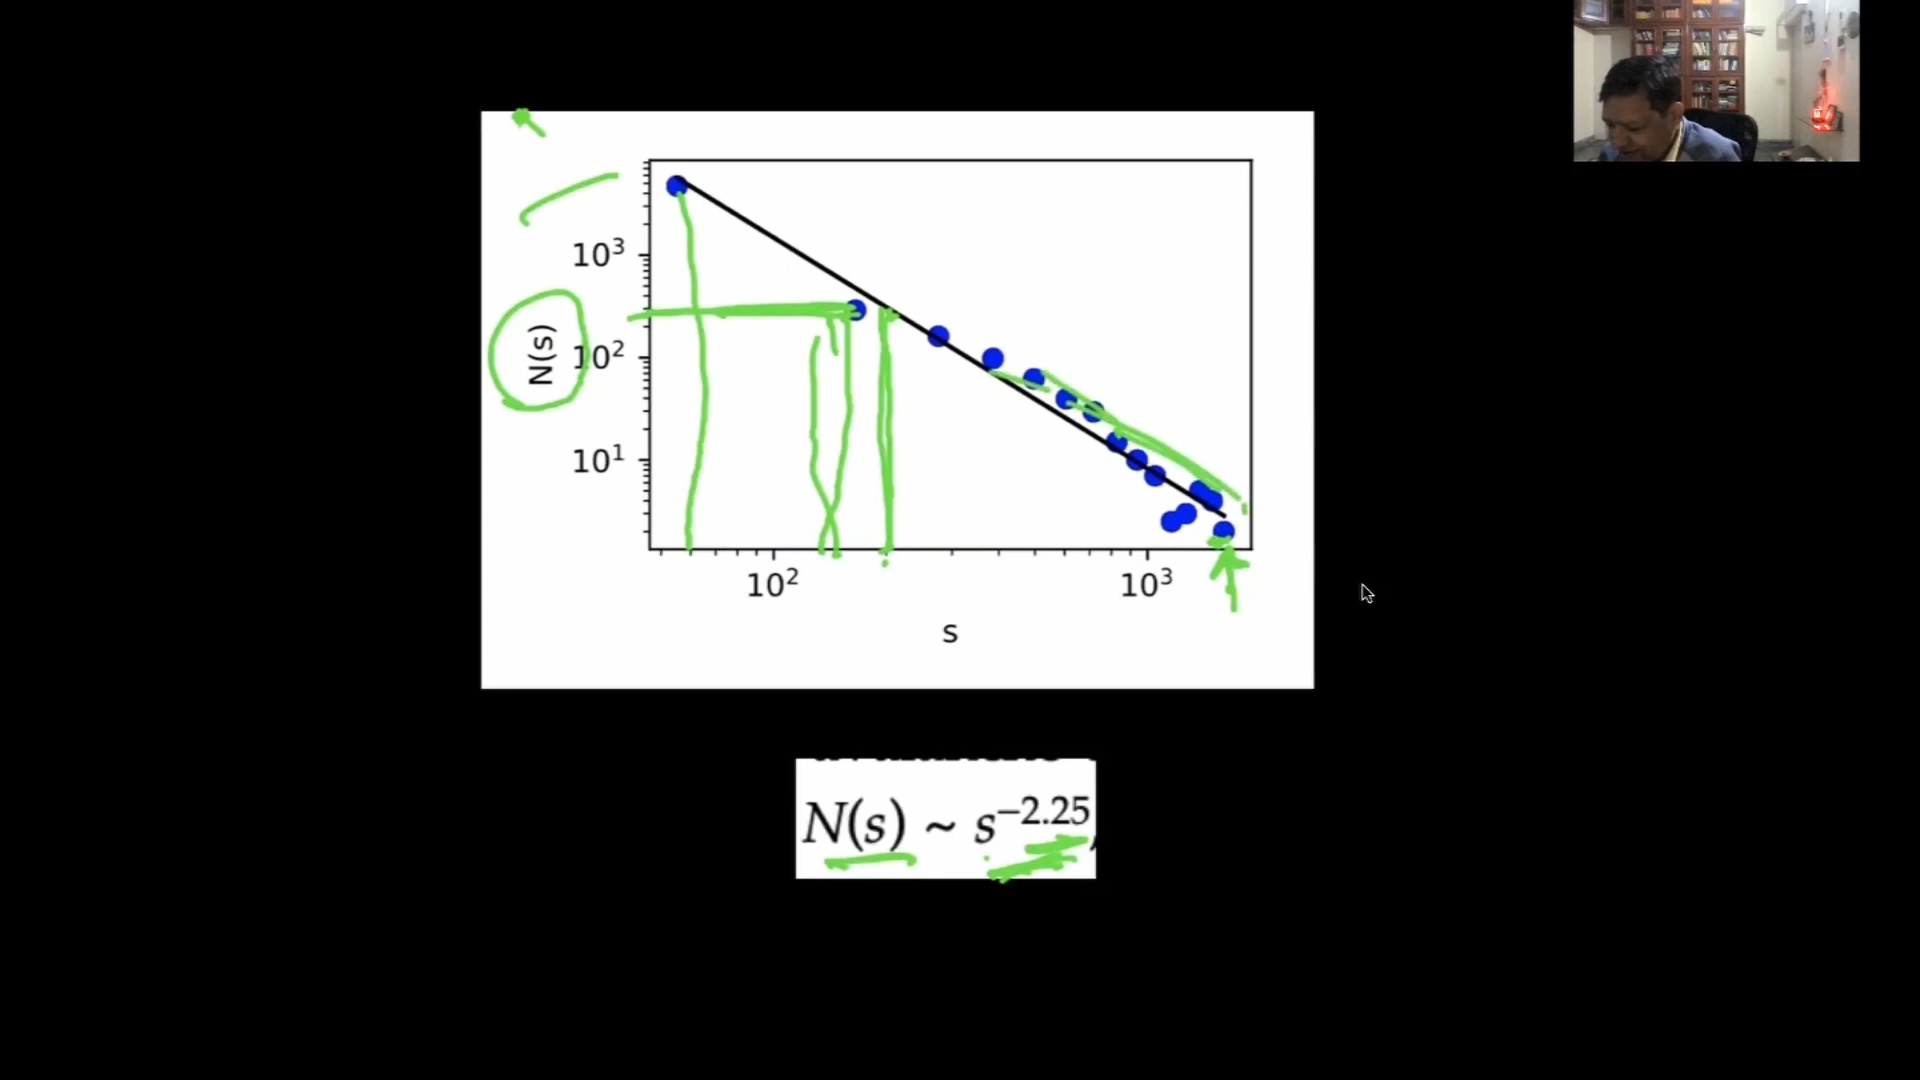 10³
N(s)
10²
10¹
10² 10³
s
N(s) ~ s⁻²·²⁵,